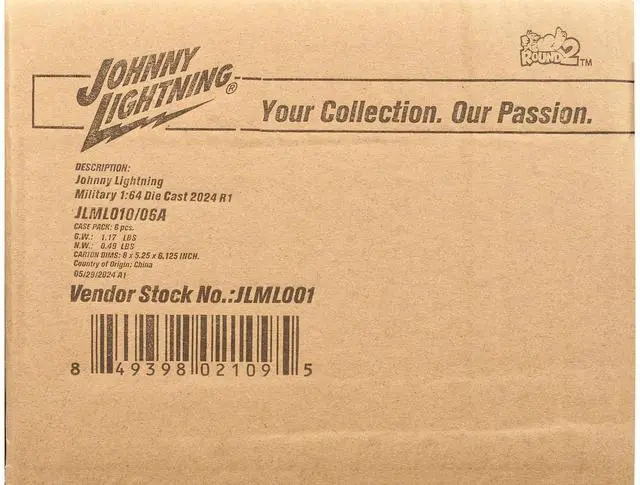 JOHNNY
LIGHTNING®
ROUND 2 TM
Your Collection. Our Passion.
DESCRIPTION:
Johnny Lightning
Military 1:64 Die Cast 2024 R1
JLML010/06A
CASE PACK: 6 pcs.
G.W.: 1.17 LBS
N.W.: 0.49 LBS
CARTON DIMS: 8 x 5.25 x 6.125 INCH.
Country of Origin: China
05/29/2024 A1
Vendor Stock No.:JLML001
8 49398 02109 5